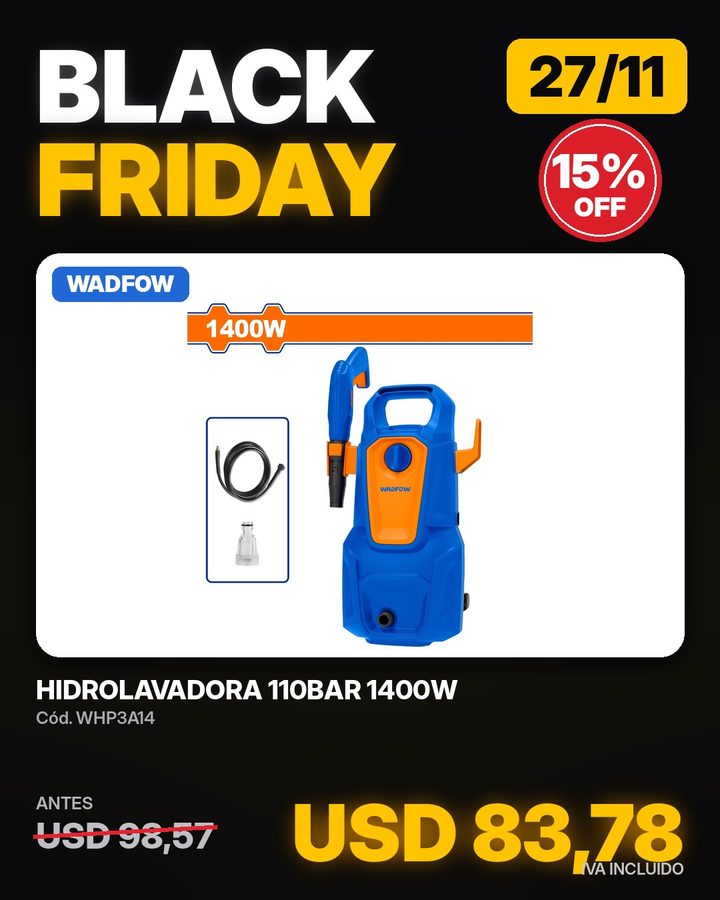 BLACK
FRIDAY
27/11
15%
OFF
WADFOW
1400W
WADFOW
HIDROLAVADORA 110BAR 1400W
Cód. WHP3A14
ANTES
USD 98,57
USD 83,78
IVA INCLUIDO